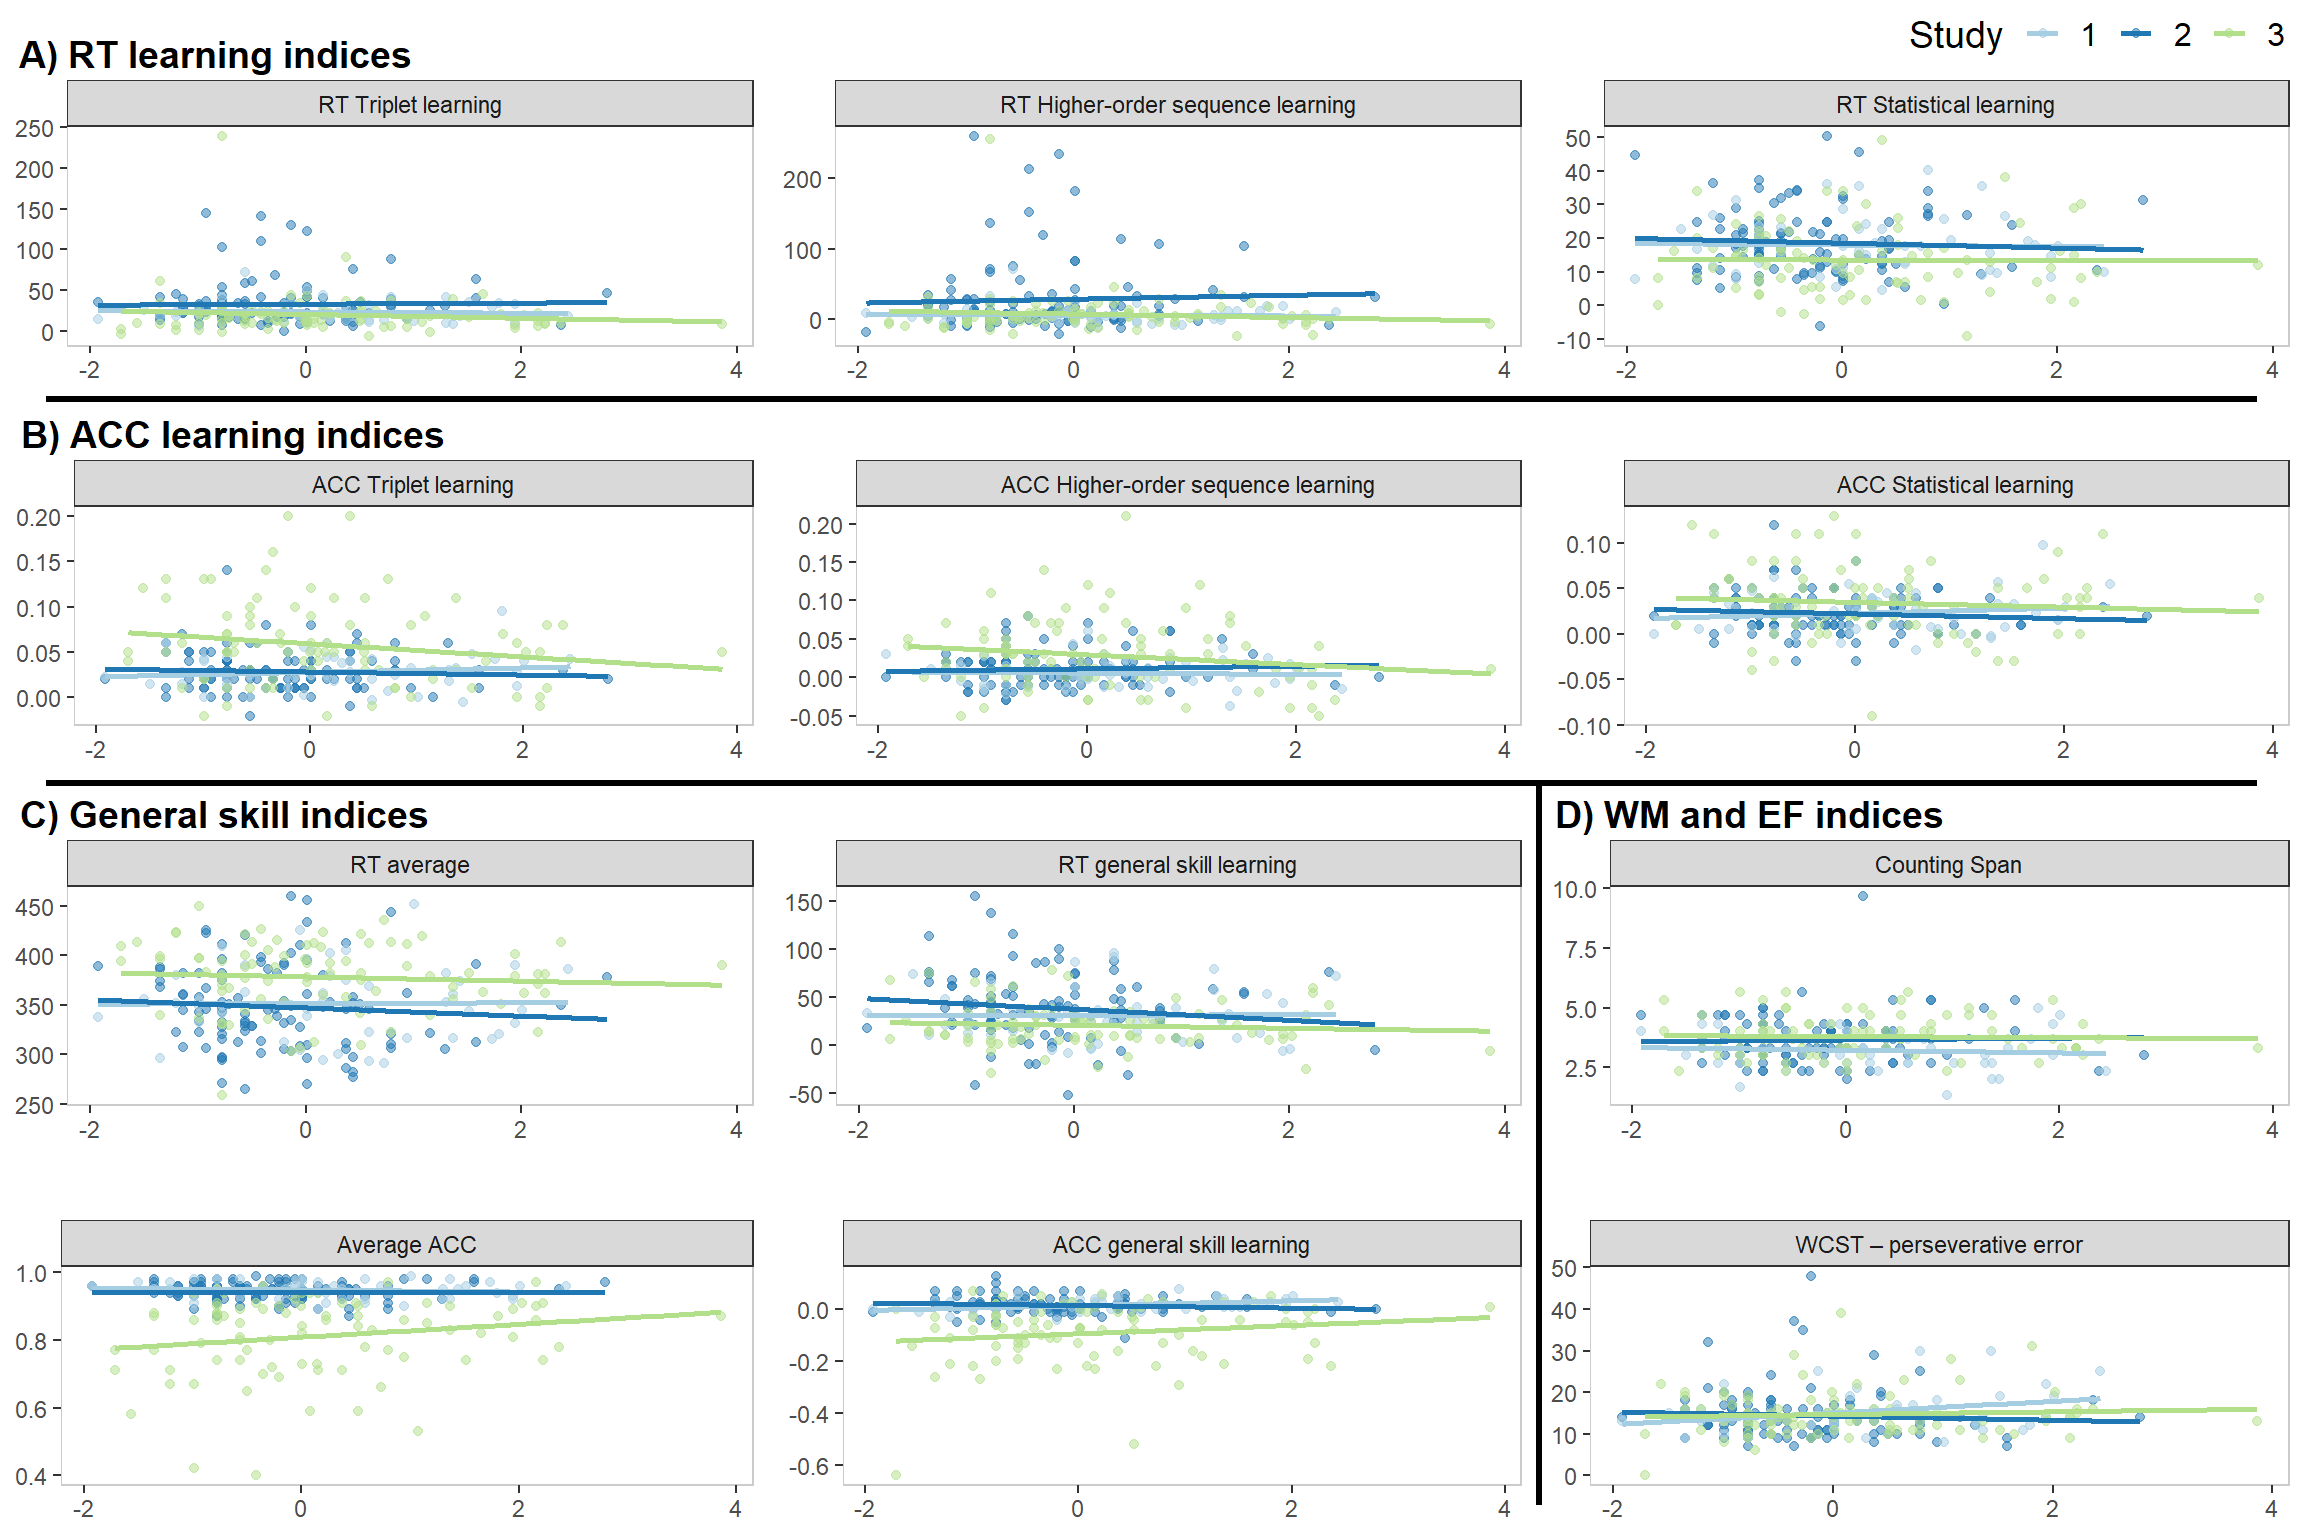 Study 1 2 3
A) RT learning indices
RT Triplet learning
RT Higher-order sequence learning
RT Statistical learning
250
200
150
100
50
0
-2 0 2 4
200
100
0
-2 0 2 4
50
40
30
20
10
0
-10
-2 0 2 4
B) ACC learning indices
ACC Triplet learning
ACC Higher-order sequence learning
ACC Statistical learning
0.20
0.15
0.10
0.05
0.00
-2 0 2 4
0.20
0.15
0.10
0.05
0.00
-0.05
-2 0 2 4
0.10
0.05
0.00
-0.05
-0.10
-2 0 2 4
C) General skill indices
RT average
RT general skill learning
450
400
350
300
250
-2 0 2 4
150
100
50
0
-50
-2 0 2 4
Average ACC
ACC general skill learning
1.0
0.8
0.6
0.4
-2 0 2 4
0.0
-0.2
-0.4
-0.6
-2 0 2 4
D) WM and EF indices
Counting Span
10.0
7.5
5.0
2.5
-2 0 2 4
WCST – perseverative error
50
40
30
20
10
0
-2 0 2 4